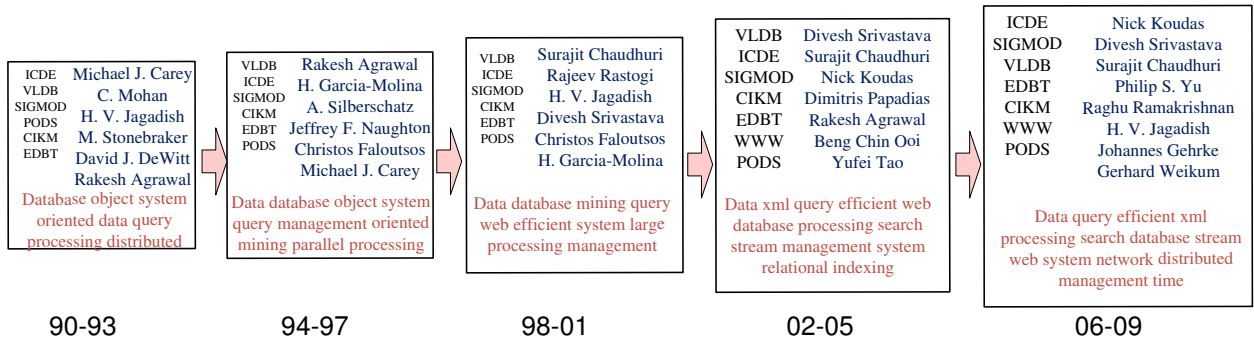 ICDE
VLDB
SIGMOD
PODS
CIKM
EDBT
Michael J. Carey
C. Mohan
H. V. Jagadish
M. Stonebraker
David J. DeWitt
Rakesh Agrawal
Database object system
oriented data query
processing distributed
90-93
VLDB
ICDE
SIGMOD
CIKM
EDBT
PODS
Rakesh Agrawal
H. Garcia-Molina
A. Silberschatz
Jeffrey F. Naughton
Christos Faloutsos
Michael J. Carey
Data database object system
query management oriented
mining parallel processing
94-97
VLDB
ICDE
SIGMOD
CIKM
EDBT
PODS
Surajit Chaudhuri
Rajeev Rastogi
H. V. Jagadish
Divesh Srivastava
Christos Faloutsos
H. Garcia-Molina
Data database mining query
web efficient system large
processing management
98-01
VLDB
ICDE
SIGMOD
CIKM
EDBT
WWW
PODS
Divesh Srivastava
Surajit Chaudhuri
Nick Koudas
Dimitris Papadias
Rakesh Agrawal
Beng Chin Ooi
Yufei Tao
Data xml query efficient web
database processing search
stream management system
relational indexing
02-05
ICDE
SIGMOD
VLDB
EDBT
CIKM
WWW
PODS
Nick Koudas
Divesh Srivastava
Surajit Chaudhuri
Philip S. Yu
Raghu Ramakrishnan
H. V. Jagadish
Johannes Gehrke
Gerhard Weikum
Data query efficient xml
processing search database stream
web system network distributed
management time
06-09